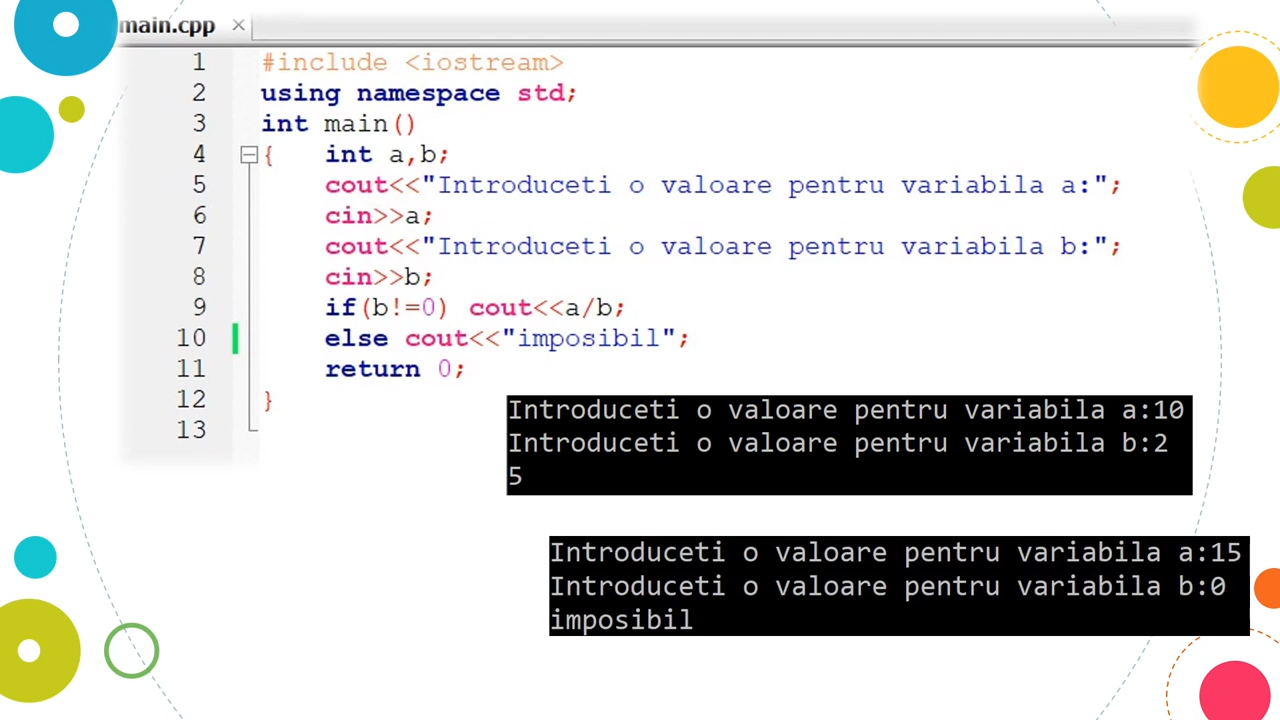 main.cpp ×
1 #include <iostream>
2 using namespace std;
3 int main()
4 { int a,b;
5 cout<<"Introduceti o valoare pentru variabila a:";
6 cin>>a;
7 cout<<"Introduceti o valoare pentru variabila b:";
8 cin>>b;
9 if(b!=0) cout<<a/b;
10 else cout<<"imposibil";
11 return 0;
12 }
13
Introduceti o valoare pentru variabila a:10
Introduceti o valoare pentru variabila b:2
5
Introduceti o valoare pentru variabila a:15
Introduceti o valoare pentru variabila b:0
imposibil